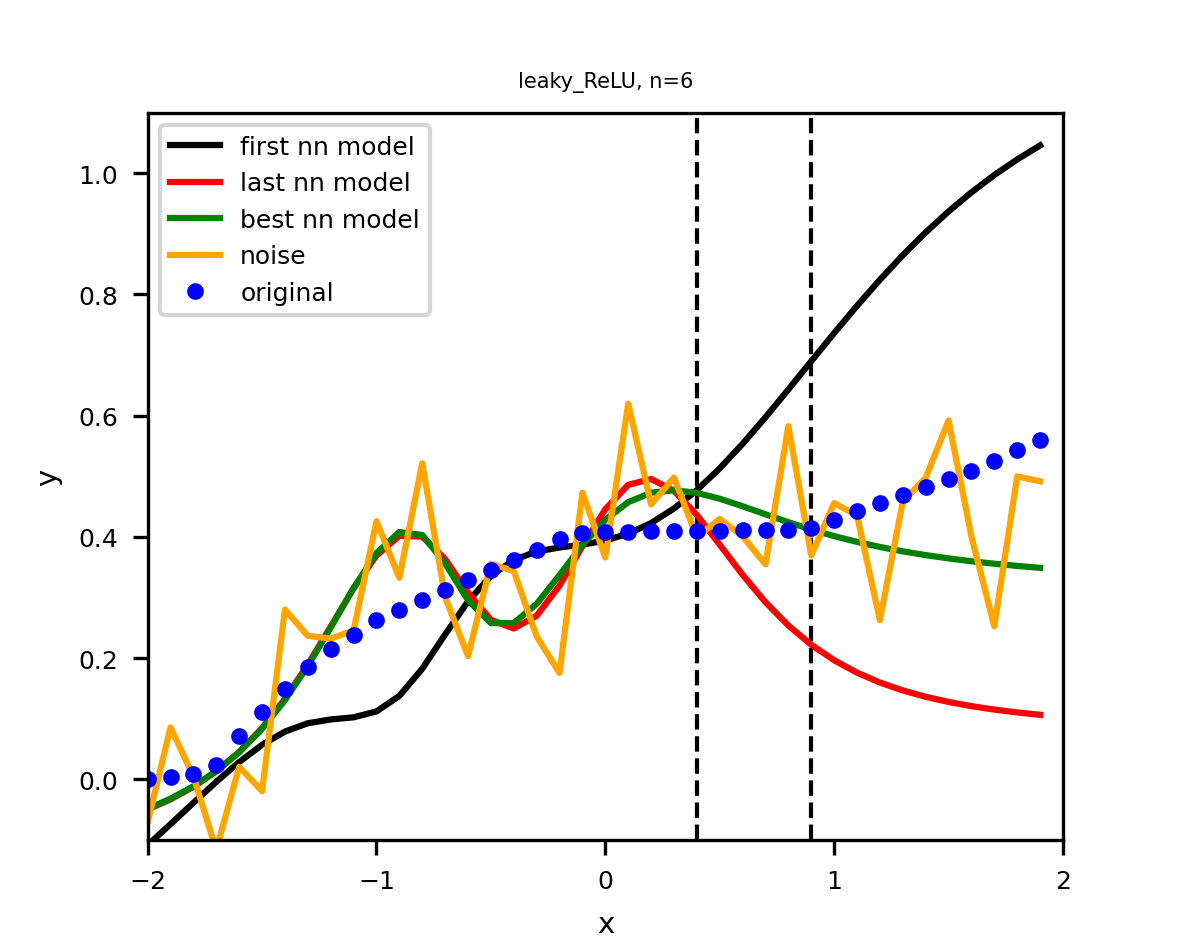 leaky_ReLU, n=6
first nn model
last nn model
best nn model
noise
original
1.0
0.8
0.6
0.4
0.2
0.0
y
−2 −1 0 1 2
x